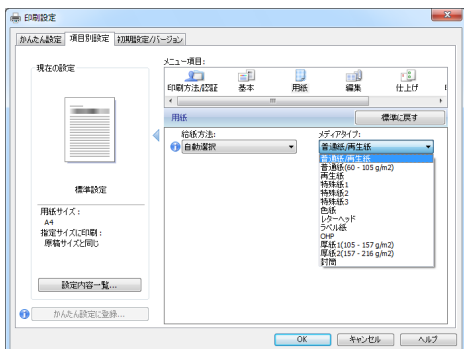 印刷設定
かんたん設定 項目別設定 初期設定/バージョン
現在の設定
標準設定
用紙サイズ：
A4
指定サイズに印刷：
原稿サイズと同じ
設定内容一覧...
かんたん設定に登録...
メニュー項目：
印刷方法/認証 基本 用紙 編集 仕上げ
用紙 標準に戻す
給紙方法： メディアタイプ：
自動選択 普通紙/再生紙
普通紙/再生紙
普通紙(60 - 105 g/m2)
再生紙
特殊紙1
特殊紙2
特殊紙3
色紙
レターヘッド
ラベル紙
OHP
厚紙1(105 - 157 g/m2)
厚紙2(157 - 216 g/m2)
封筒
OK キャンセル ヘルプ